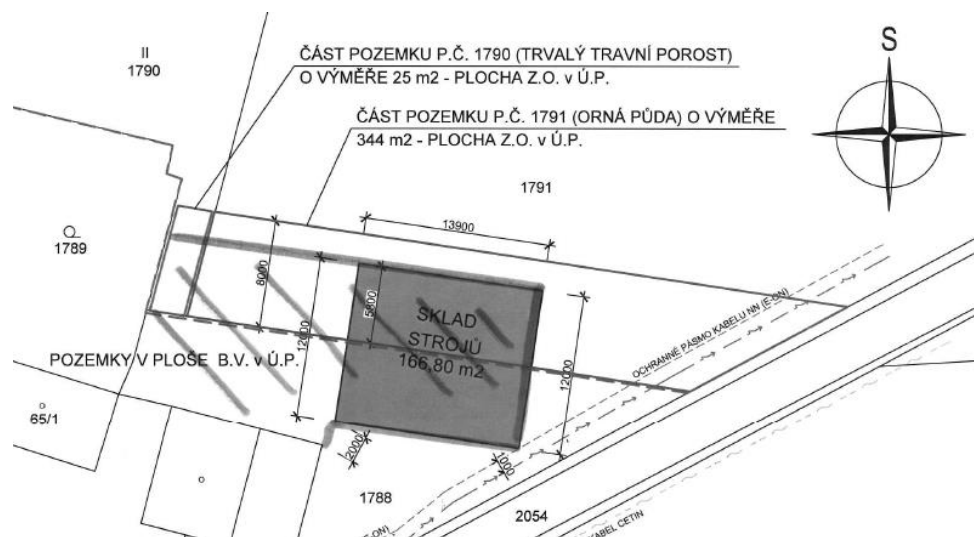 S
II
1790
ČÁST POZEMKU P.Č. 1790 (TRVALÝ TRAVNÍ POROST)
O VÝMĚŘE 25 m2 - PLOCHA Z.O. v Ú.P.
ČÁST POZEMKU P.Č. 1791 (ORNÁ PŮDA) O VÝMĚŘE
344 m2 - PLOCHA Z.O. v Ú.P.
1791
1789
13900
8000
12000
5800
SKLAD
STROJŮ
166,80 m2
12000
OCHRANNÉ PÁSMO KABELU NN (E-ON)
POZEMKY V PLOŠE B.V. v Ú.P.
65/1
2000
1000
1788
2054
E-ON)
KABEL CETIN